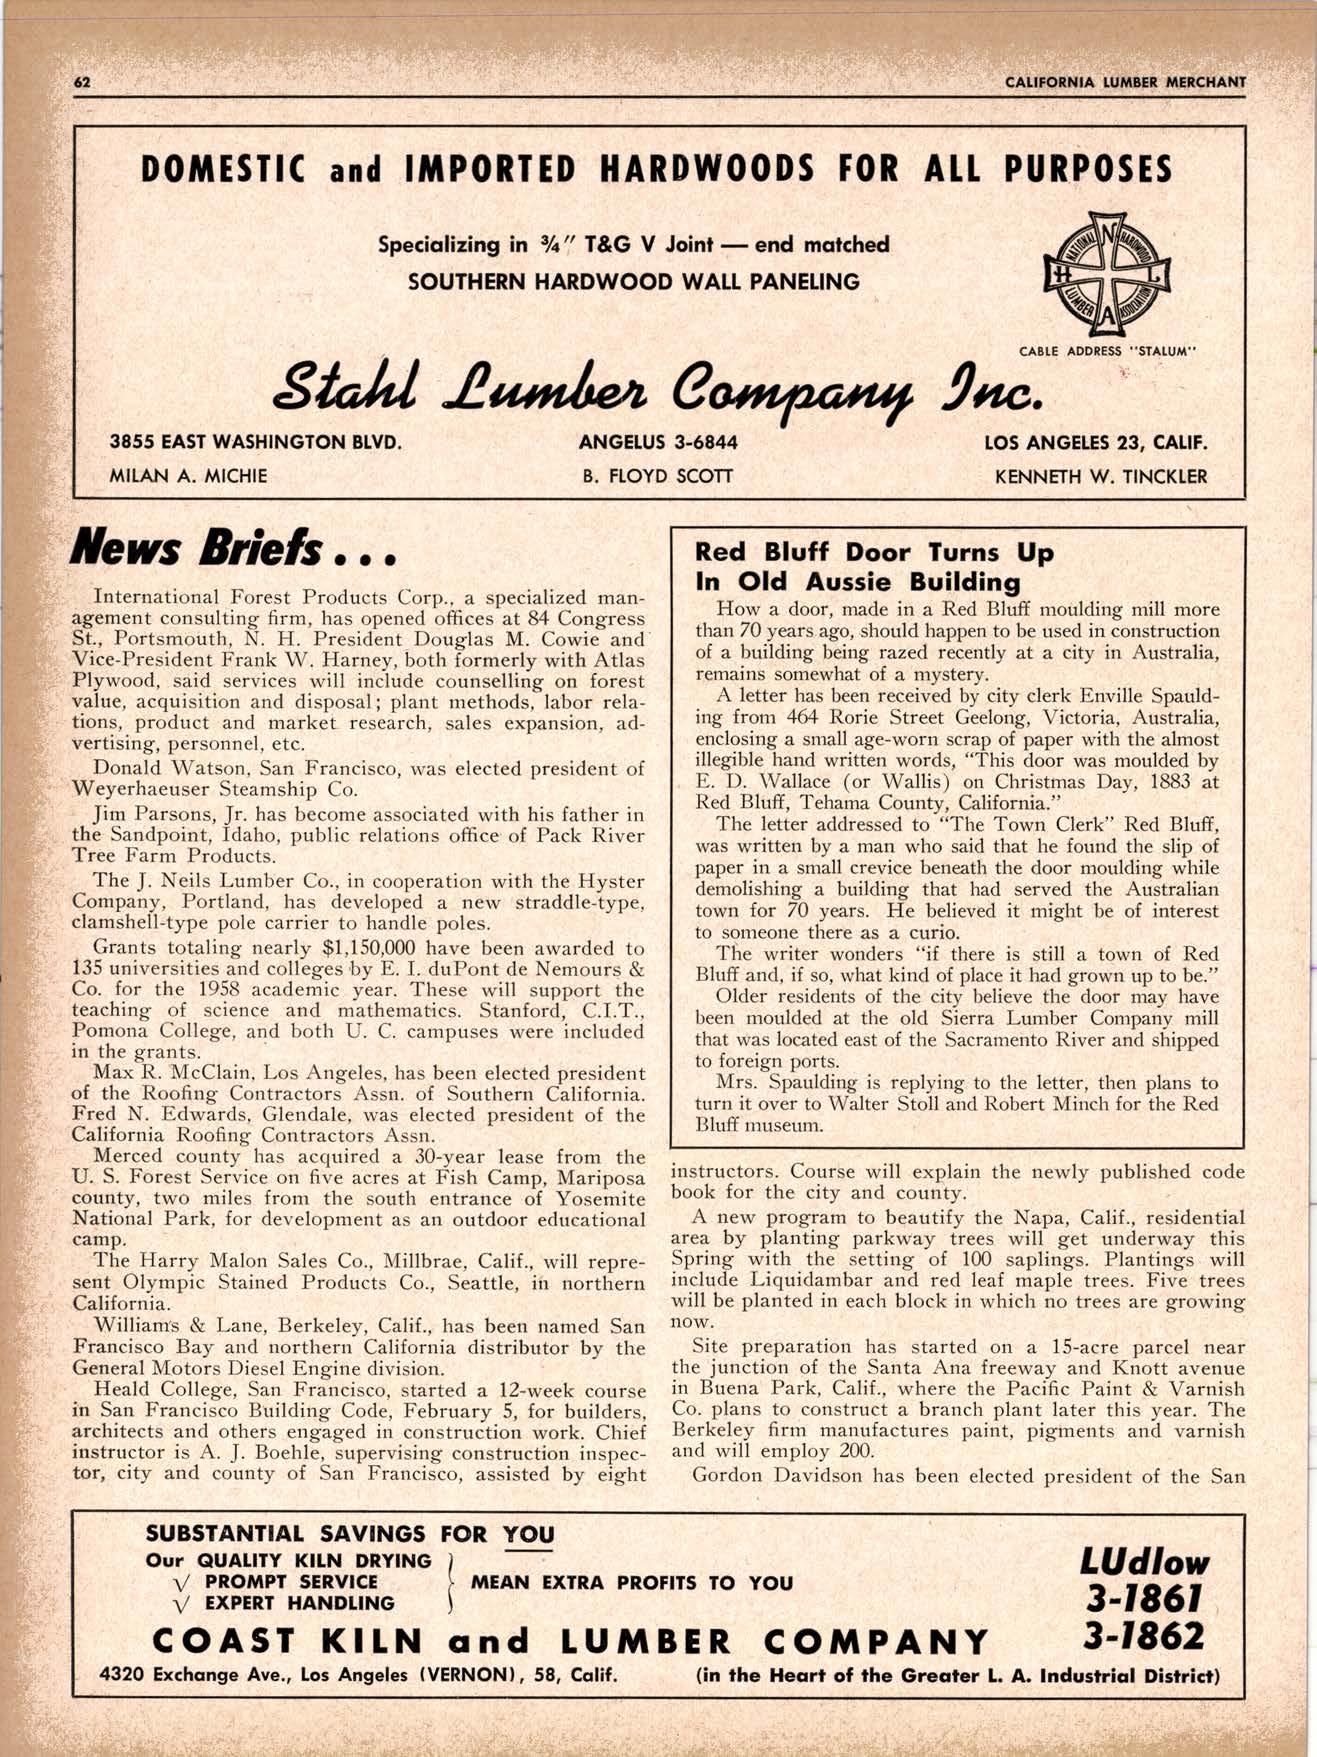 62
CALIFORNIA LUMBER MERCHANT
DOMESTIC and IMPORTED HARDWOODS FOR ALL PURPOSES
Specializing in ¾" T&G V Joint — end matched
SOUTHERN HARDWOOD WALL PANELING
NATIONAL HARDWOOD
N H L A
LUMBER ASSOCIATION
CABLE ADDRESS "STALUM"
Stahl Lumber Company Inc.
3855 EAST WASHINGTON BLVD. ANGELUS 3-6844 LOS ANGELES 23, CALIF.
MILAN A. MICHIE B. FLOYD SCOTT KENNETH W. TINCKLER
News Briefs . . .
International Forest Products Corp., a specialized man-
agement consulting firm, has opened offices at 84 Congress
St., Portsmouth, N. H. President Douglas M. Cowie and
Vice-President Frank W. Harney, both formerly with Atlas
Plywood, said services will include counselling on forest
value, acquisition and disposal; plant methods, labor rela-
tions, product and market research, sales expansion, ad-
vertising, personnel, etc.
Donald Watson, San Francisco, was elected president of
Weyerhaeuser Steamship Co.
Jim Parsons, Jr. has become associated with his father in
the Sandpoint, Idaho, public relations office of Pack River
Tree Farm Products.
The J. Neils Lumber Co., in cooperation with the Hyster
Company, Portland, has developed a new straddle-type,
clamshell-type pole carrier to handle poles.
Grants totaling nearly $1,150,000 have been awarded to
135 universities and colleges by E. I. duPont de Nemours &
Co. for the 1958 academic year. These will support the
teaching of science and mathematics. Stanford, C.I.T.,
Pomona College, and both U. C. campuses were included
in the grants.
Max R. McClain, Los Angeles, has been elected president
of the Roofing Contractors Assn. of Southern California.
Fred N. Edwards, Glendale, was elected president of the
California Roofing Contractors Assn.
Merced county has acquired a 30-year lease from the
U. S. Forest Service on five acres at Fish Camp, Mariposa
county, two miles from the south entrance of Yosemite
National Park, for development as an outdoor educational
camp.
The Harry Malon Sales Co., Millbrae, Calif., will repre-
sent Olympic Stained Products Co., Seattle, in northern
California.
Williams & Lane, Berkeley, Calif., has been named San
Francisco Bay and northern California distributor by the
General Motors Diesel Engine division.
Heald College, San Francisco, started a 12-week course
in San Francisco Building Code, February 5, for builders,
architects and others engaged in construction work. Chief
instructor is A. J. Boehle, supervising construction inspec-
tor, city and county of San Francisco, assisted by eight
Red Bluff Door Turns Up
In Old Aussie Building
How a door, made in a Red Bluff moulding mill more
than 70 years ago, should happen to be used in construction
of a building being razed recently at a city in Australia,
remains somewhat of a mystery.
A letter has been received by city clerk Enville Spauld-
ing from 464 Rorie Street Geelong, Victoria, Australia,
enclosing a small age-worn scrap of paper with the almost
illegible hand written words, "This door was moulded by
E. D. Wallace (or Wallis) on Christmas Day, 1883 at
Red Bluff, Tehama County, California."
The letter addressed to "The Town Clerk" Red Bluff,
was written by a man who said that he found the slip of
paper in a small crevice beneath the door moulding while
demolishing a building that had served the Australian
town for 70 years. He believed it might be of interest
to someone there as a curio.
The writer wonders "if there is still a town of Red
Bluff and, if so, what kind of place it had grown up to be."
Older residents of the city believe the door may have
been moulded at the old Sierra Lumber Company mill
that was located east of the Sacramento River and shipped
to foreign ports.
Mrs. Spaulding is replying to the letter, then plans to
turn it over to Walter Stoll and Robert Minch for the Red
Bluff museum.
instructors. Course will explain the newly published code
book for the city and county.
A new program to beautify the Napa, Calif., residential
area by planting parkway trees will get underway this
Spring with the setting of 100 saplings. Plantings will
include Liquidambar and red leaf maple trees. Five trees
will be planted in each block in which no trees are growing
now.
Site preparation has started on a 15-acre parcel near
the junction of the Santa Ana freeway and Knott avenue
in Buena Park, Calif., where the Pacific Paint & Varnish
Co. plans to construct a branch plant later this year. The
Berkeley firm manufactures paint, pigments and varnish
and will employ 200.
Gordon Davidson has been elected president of the San
SUBSTANTIAL SAVINGS FOR YOU
Our QUALITY KILN DRYING
√ PROMPT SERVICE
√ EXPERT HANDLING
MEAN EXTRA PROFITS TO YOU
LUdlow
3-1861
3-1862
COAST KILN and LUMBER COMPANY
4320 Exchange Ave., Los Angeles (VERNON), 58, Calif. (in the Heart of the Greater L. A. Industrial District)